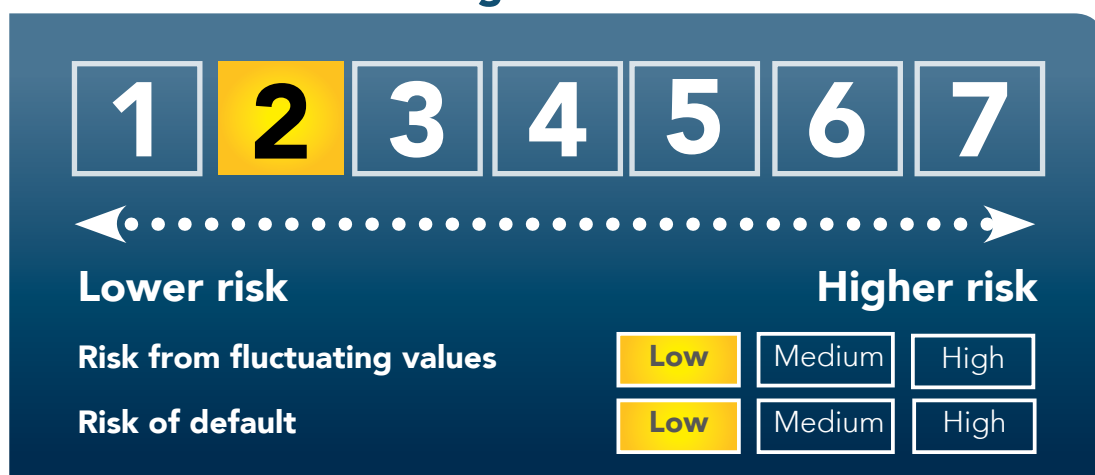 1 2 3 4 5 6 7
Lower risk Higher risk
Risk from fluctuating values Low Medium High
Risk of default Low Medium High